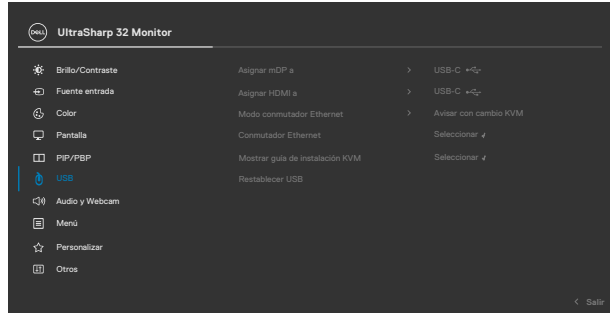 DELL UltraSharp 32 Monitor
Brillo/Contraste Asignar mDP a > USB-C
Fuente entrada Asignar HDMI a > USB-C
Color Modo conmutador Ethernet > Avisar con cambio KVM
Pantalla Conmutador Ethernet Seleccionar
PIP/PBP Mostrar guía de instalación KVM Seleccionar
USB Restablecer USB
Audio y Webcam
Menú
Personalizar
Otros
< Salir